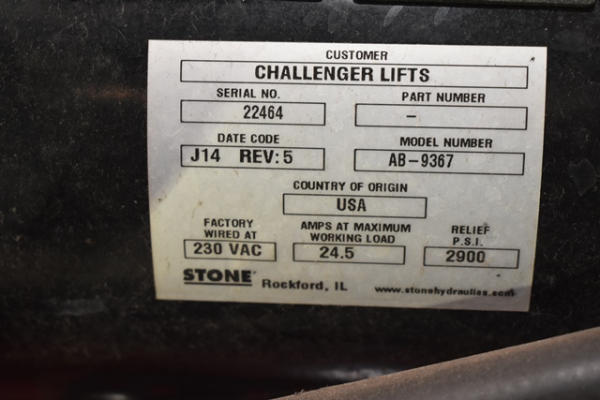 CUSTOMER
CHALLENGER LIFTS
SERIAL NO. PART NUMBER
22464 –
DATE CODE MODEL NUMBER
J14 REV:5 AB-9367
COUNTRY OF ORIGIN
USA
FACTORY WIRED AT AMPS AT MAXIMUM WORKING LOAD RELIEF P.S.I.
230 VAC 24.5 2900
STONE Rockford, IL www.stonehydraulics.com